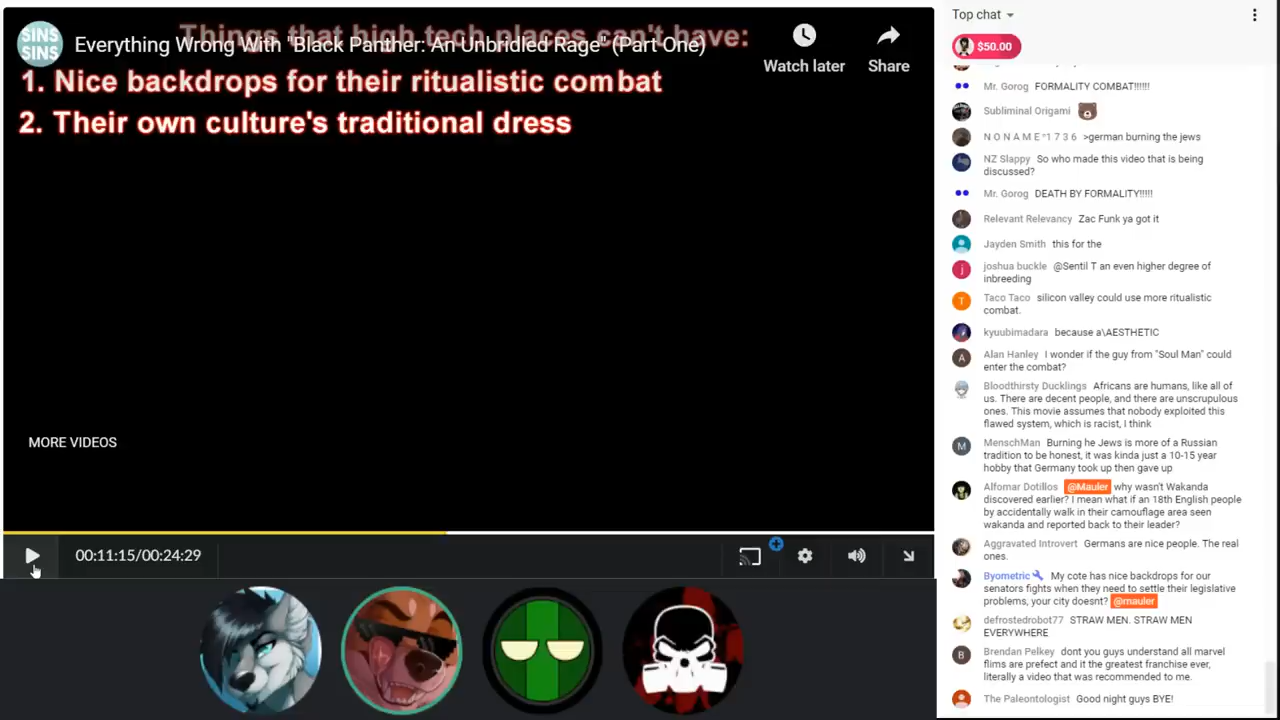 SINS
SINS
Everything Wrong With "Black Panther: An Unbridled Rage" (Part One)
Things that high tech places can't have:
1. Nice backdrops for their ritualistic combat
2. Their own culture's traditional dress
Watch later
Share
MORE VIDEOS
00:11:15/00:24:29
Top chat
$50.00
Mr. Gorog FORMALITY COMBAT!!!!!!
Subliminal Origami
N O N A M E °1 7 3 6 >german burning the jews
NZ Slappy So who made this video that is being
discussed?
Mr. Gorog DEATH BY FORMALITY!!!!!
Relevant Relevancy Zac Funk ya got it
Jayden Smith this for the
joshua buckle @Sentil T an even higher degree of
inbreeding
Taco Taco silicon valley could use more ritualistic
combat.
kyuubimadara because a\AESTHETIC
Alan Hanley I wonder if the guy from "Soul Man" could
enter the combat?
Bloodthirsty Ducklings Africans are humans, like all of
us. There are decent people, and there are unscrupulous
ones. This movie assumes that nobody exploited this
flawed system, which is racist, I think
MenschMan Burning he Jews is more of a Russian
tradition to be honest, it was kinda just a 10-15 year
hobby that Germany took up then gave up
Alfomar Dotillos @Mauler why wasn't Wakanda
discovered earlier? I mean what if an 18th English people
by accidentally walk in their camouflage area seen
wakanda and reported back to their leader?
Aggravated Introvert Germans are nice people. The real
ones.
Byometric My cote has nice backdrops for our
senators fights when they need to settle their legislative
problems, your city doesnt? @mauler
defrostedrobot77 STRAW MEN. STRAW MEN
EVERYWHERE
Brendan Pelkey dont you guys understand all marvel
films are prefect and it the greatest franchise ever,
literally a video that was recommended to me.
The Paleontologist Good night guys BYE!